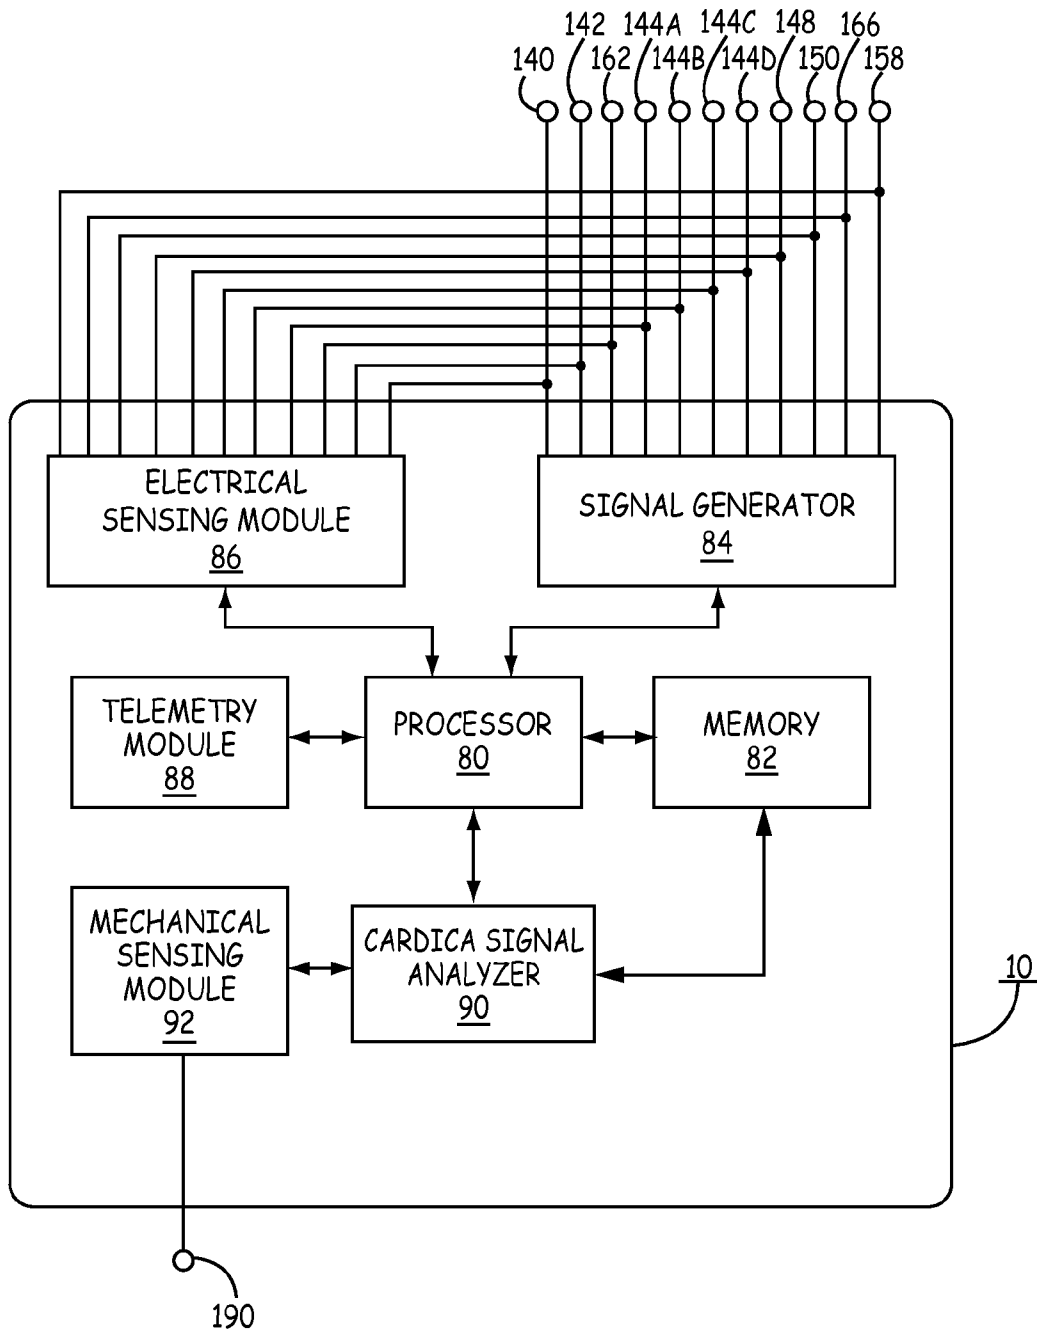 142 144A 144C 148 166
140 162 144B 144D 150 158
ELECTRICAL
SENSING MODULE
86
SIGNAL GENERATOR
84
TELEMETRY
MODULE
88
PROCESSOR
80
MEMORY
82
MECHANICAL
SENSING
MODULE
92
CARDICA SIGNAL
ANALYZER
90
10
190